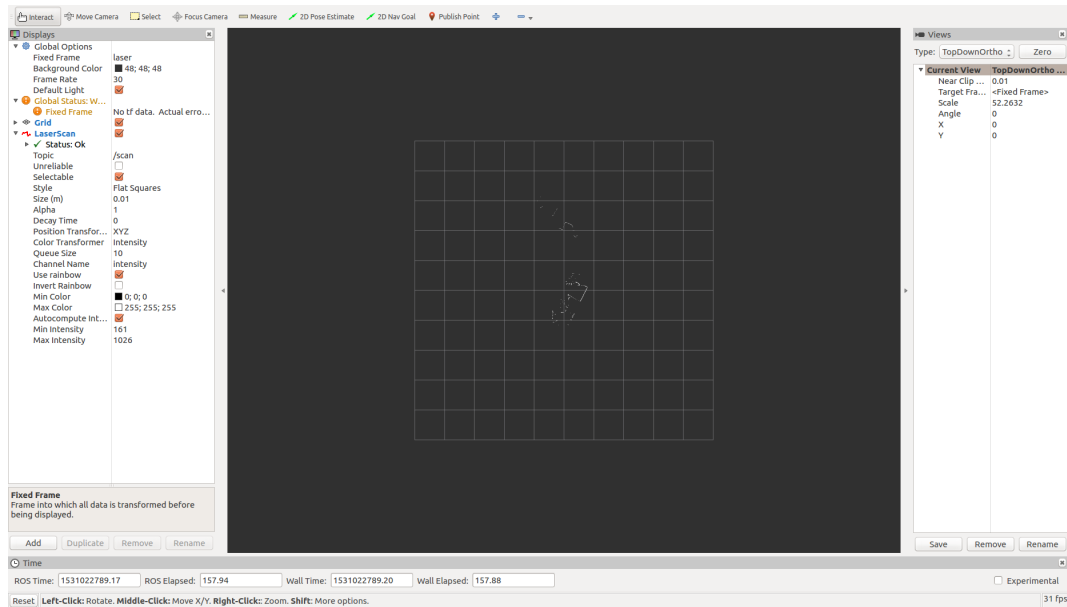 Interact Move Camera Select Focus Camera Measure 2D Pose Estimate 2D Nav Goal Publish Point
Displays
Global Options
Fixed Frame laser
Background Color 48; 48; 48
Frame Rate 30
Default Light
Global Status: W...
Fixed Frame No tf data. Actual erro...
Grid
LaserScan
Status: Ok
Topic /scan
Unreliable
Selectable
Style Flat Squares
Size (m) 0.01
Alpha 1
Decay Time 0
Position Transfor... XYZ
Color Transformer Intensity
Queue Size 10
Channel Name intensity
Use rainbow
Invert Rainbow
Min Color 0; 0; 0
Max Color 255; 255; 255
Autocompute Int...
Min Intensity 161
Max Intensity 1026
Fixed Frame
Frame into which all data is transformed before
being displayed.
Add Duplicate Remove Rename
Views
Type: TopDownOrtho Zero
Current View TopDownOrtho ...
Near Clip ... 0.01
Target Fra... <Fixed Frame>
Scale 52.2632
Angle 0
X 0
Y 0
Save Remove Rename
Time
ROS Time: 1531022789.17 ROS Elapsed: 157.94 Wall Time: 1531022789.20 Wall Elapsed: 157.88 Experimental
Reset Left-Click: Rotate. Middle-Click: Move X/Y. Right-Click:: Zoom. Shift: More options. 31 fps